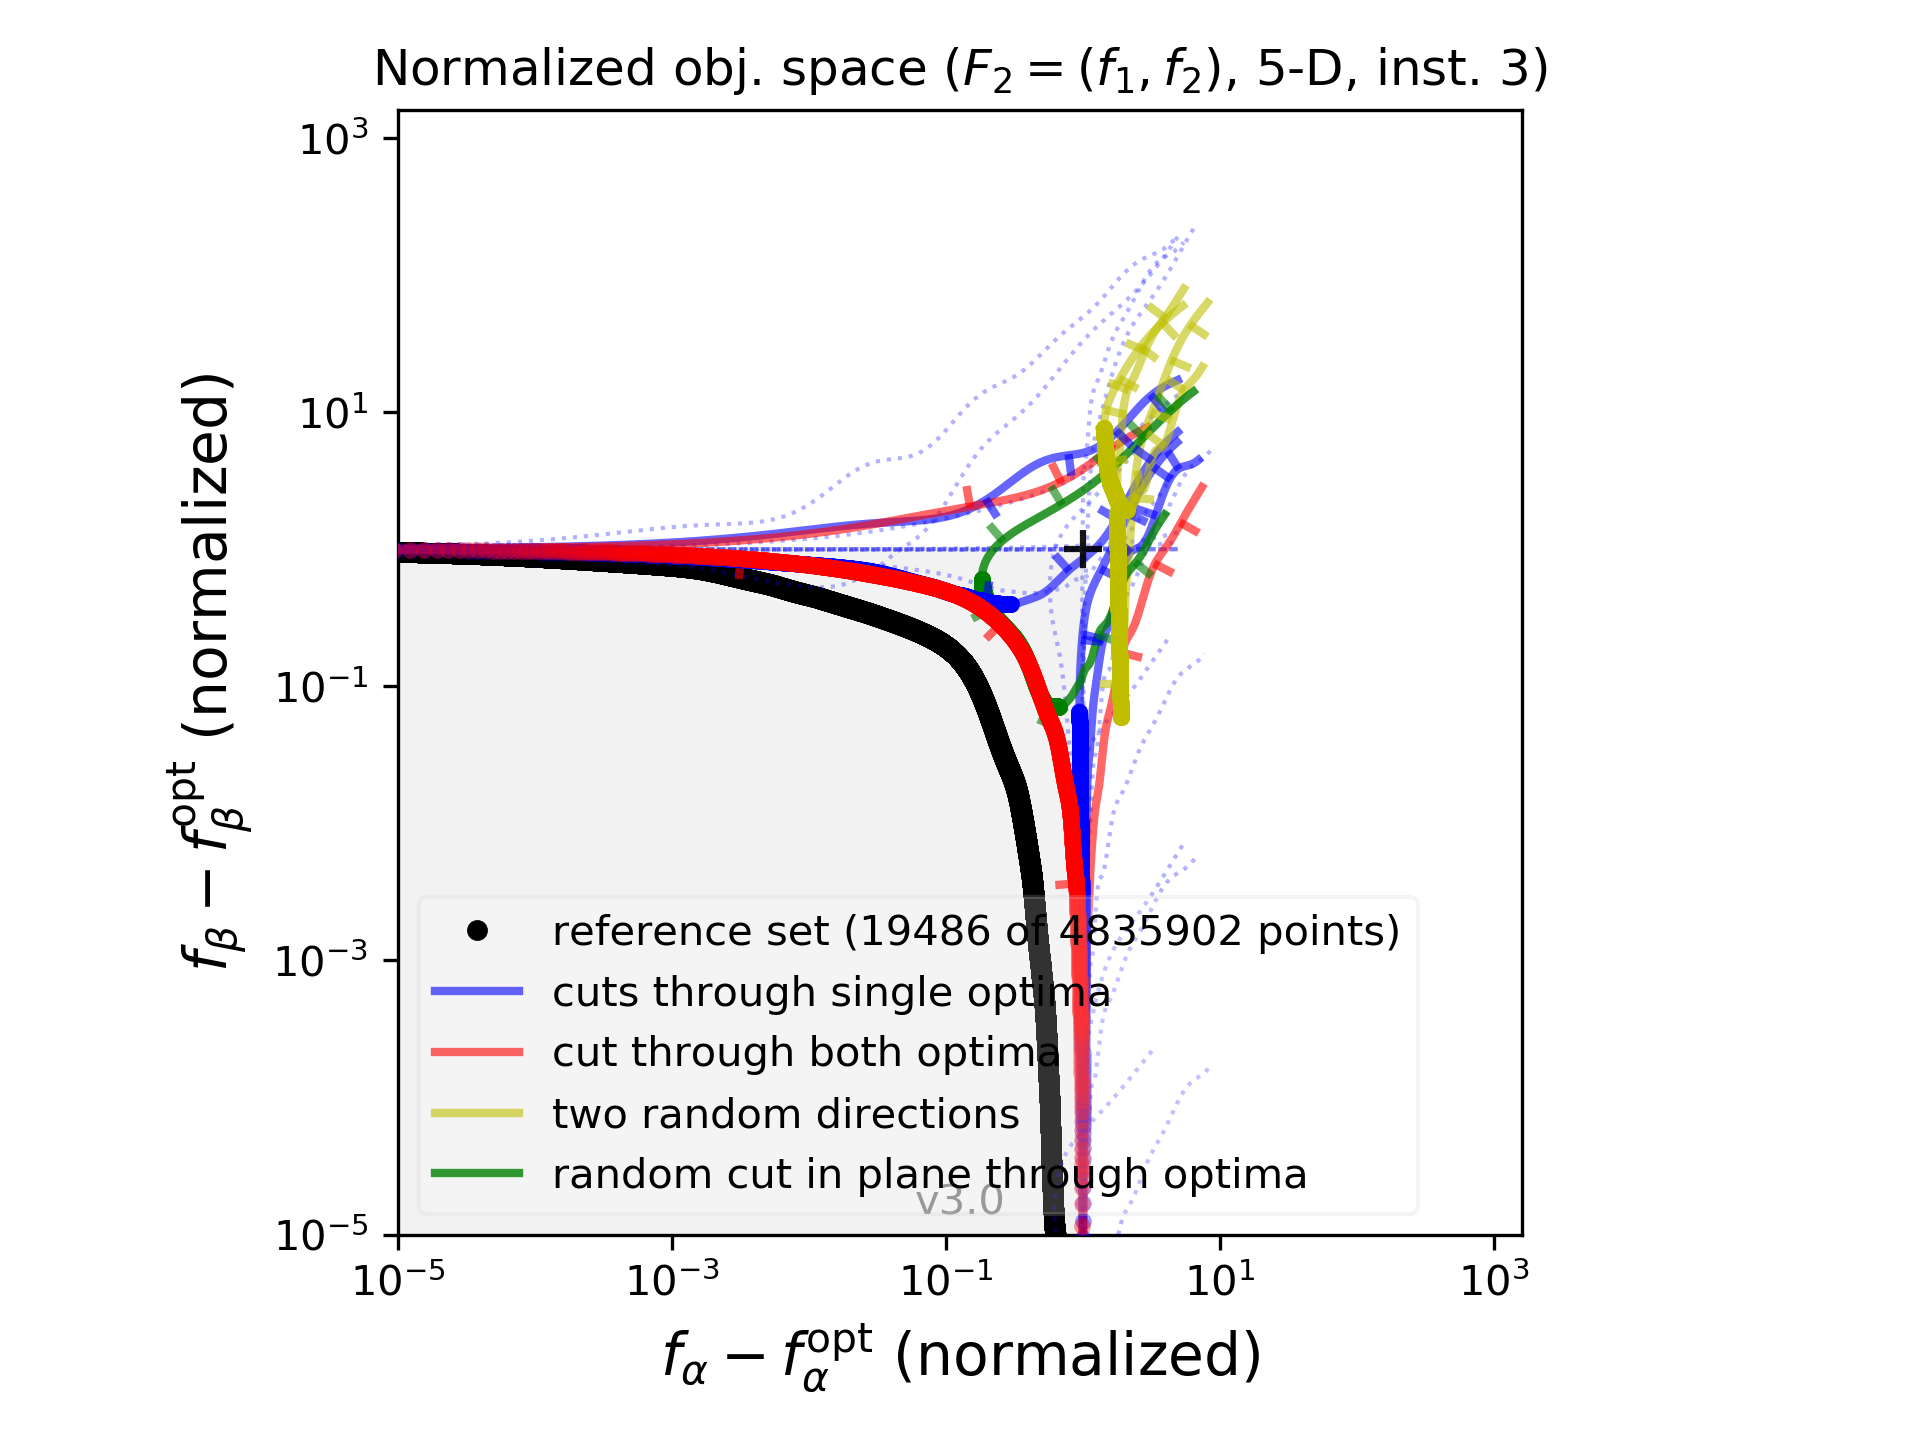 Normalized obj. space (F₂ = (f₁, f₂), 5-D, inst. 3)
10³
10¹
10⁻¹
10⁻³
10⁻⁵
f_β − f_β^opt (normalized)
reference set (19486 of 4835902 points)
cuts through single optima
cut through both optima
two random directions
random cut in plane through optima
v3.0
10⁻⁵ 10⁻³ 10⁻¹ 10¹ 10³
f_α − f_α^opt (normalized)